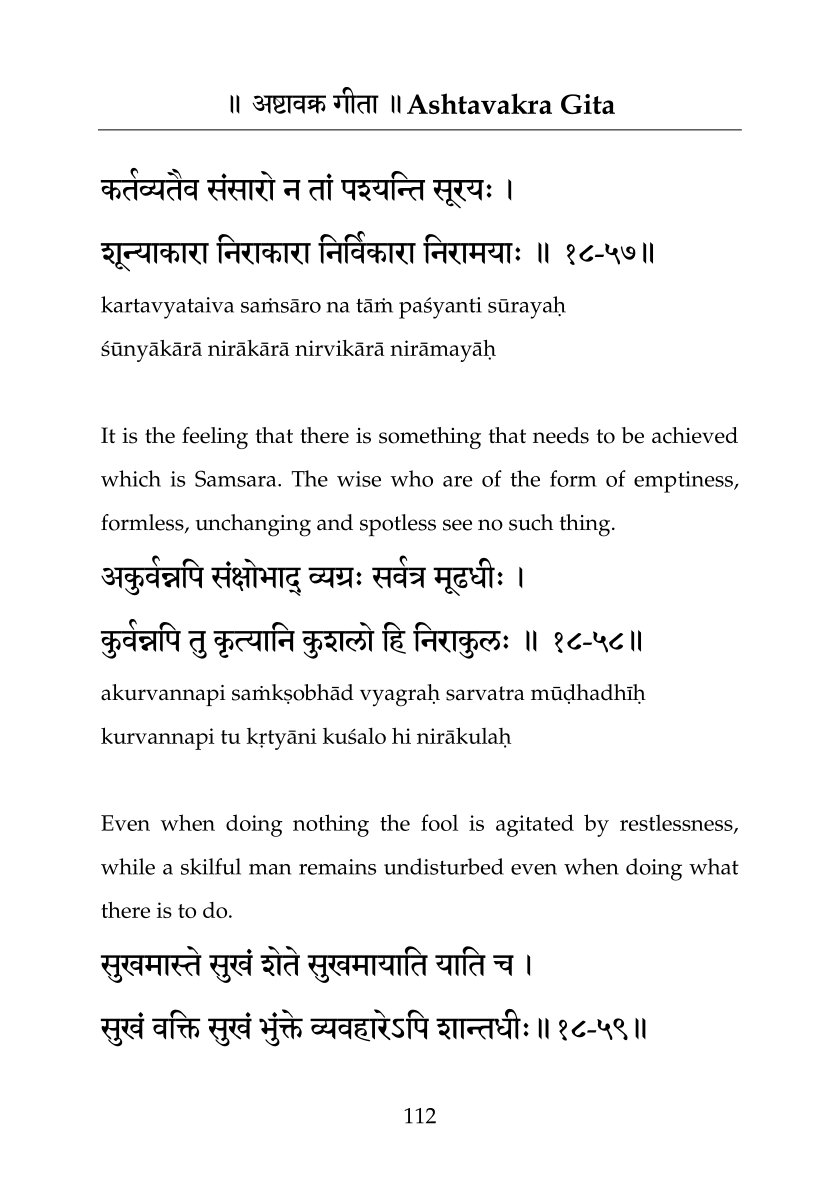 ॥ अष्टावक्र गीता ॥ Ashtavakra Gita
कर्तव्यतैव संसारो न तां पश्यन्ति सूरयः ।
शून्याकारा निराकारा निर्विकारा निरामयाः ॥ १८-५७॥
kartavyataiva saṁsāro na tāṁ paśyanti sūrayaḥ
śūnyākārā nirākārā nirvikārā nirāmayāḥ
It is the feeling that there is something that needs to be achieved
which is Samsara. The wise who are of the form of emptiness,
formless, unchanging and spotless see no such thing.
अकुर्वन्नपि संक्षोभाद् व्यग्रः सर्वत्र मूढधीः ।
कुर्वन्नपि तु कृत्यानि कुशलो हि निराकुलः ॥ १८-५८॥
akurvannapi saṁkṣobhād vyagraḥ sarvatra mūḍhadhīḥ
kurvannapi tu kṛtyāni kuśalo hi nirākulaḥ
Even when doing nothing the fool is agitated by restlessness,
while a skilful man remains undisturbed even when doing what
there is to do.
सुखमास्ते सुखं शेते सुखमायाति याति च ।
सुखं वक्ति सुखं भुंक्ते व्यवहारेऽपि शान्तधीः॥ १८-५९॥
112